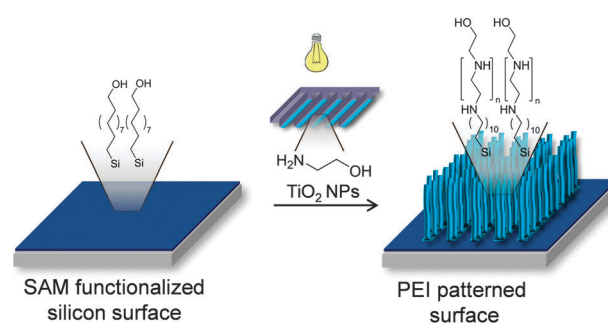 OH
OH
7
7
Si
Si
SAM functionalized
silicon surface
H₂N
OH
TiO₂ NPs
HO
HO
NH
NH
n
n
HN
HN
10
10
Si
Si
PEI patterned
surface